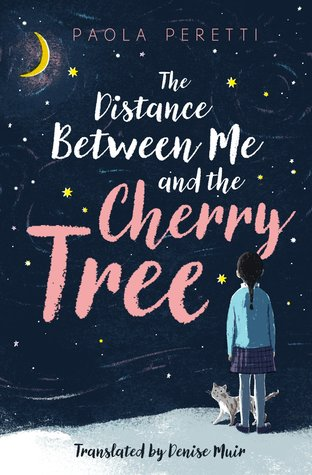 PAOLA PERETTI
The
Distance
Between Me
and the
Cherry
Tree
Translated by Denise Muir